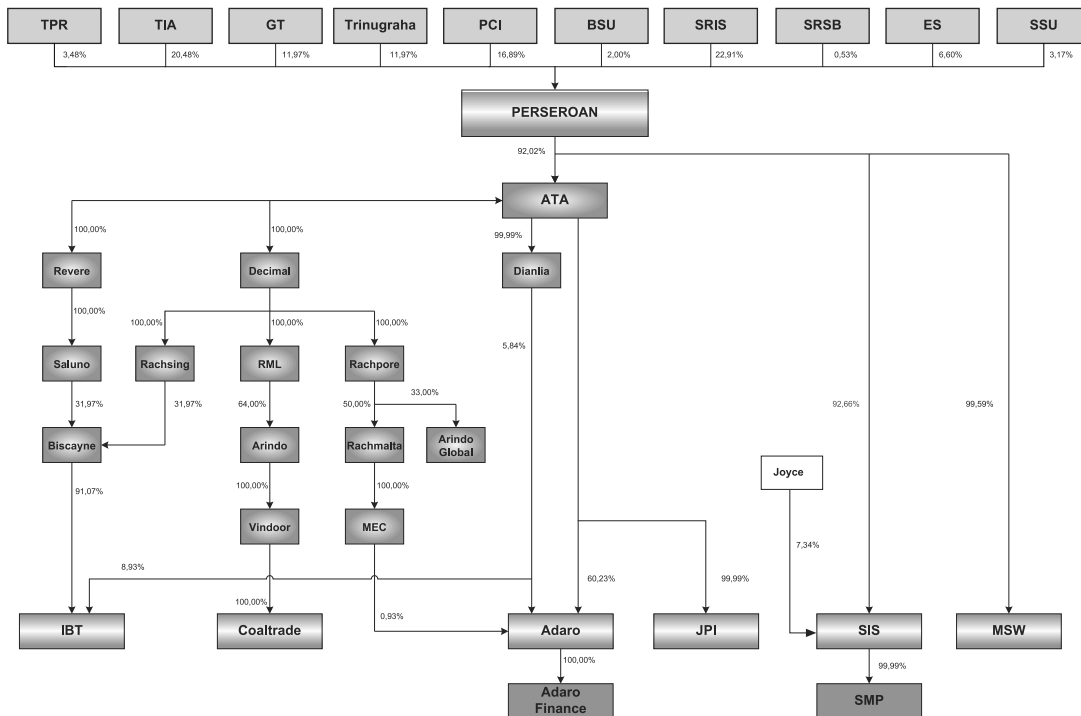 TPR TIA GT Trinugraha PCI BSU SRIS SRSB ES SSU
3,48% 20,48% 11,97% 11,97% 16,89% 2,00% 22,91% 0,53% 6,60% 3,17%
PERSEROAN
92,02%
ATA
100,00% 100,00% 99,99%
Revere Decimal Dianlia
100,00% 100,00% 100,00% 100,00%
5,84%
Saluno Rachsing RML Rachpore
33,00%
31,97% 31,97% 64,00% 50,00% 92,66% 99,59%
Biscayne Arindo Rachmalta Arindo
Global
Joyce
100,00% 100,00%
91,07%
Vindoor MEC
7,34%
8,93% 60,23% 99,99%
100,00% 0,93%
IBT Coaltrade Adaro JPI SIS MSW
100,00% 99,99%
Adaro
Finance
SMP